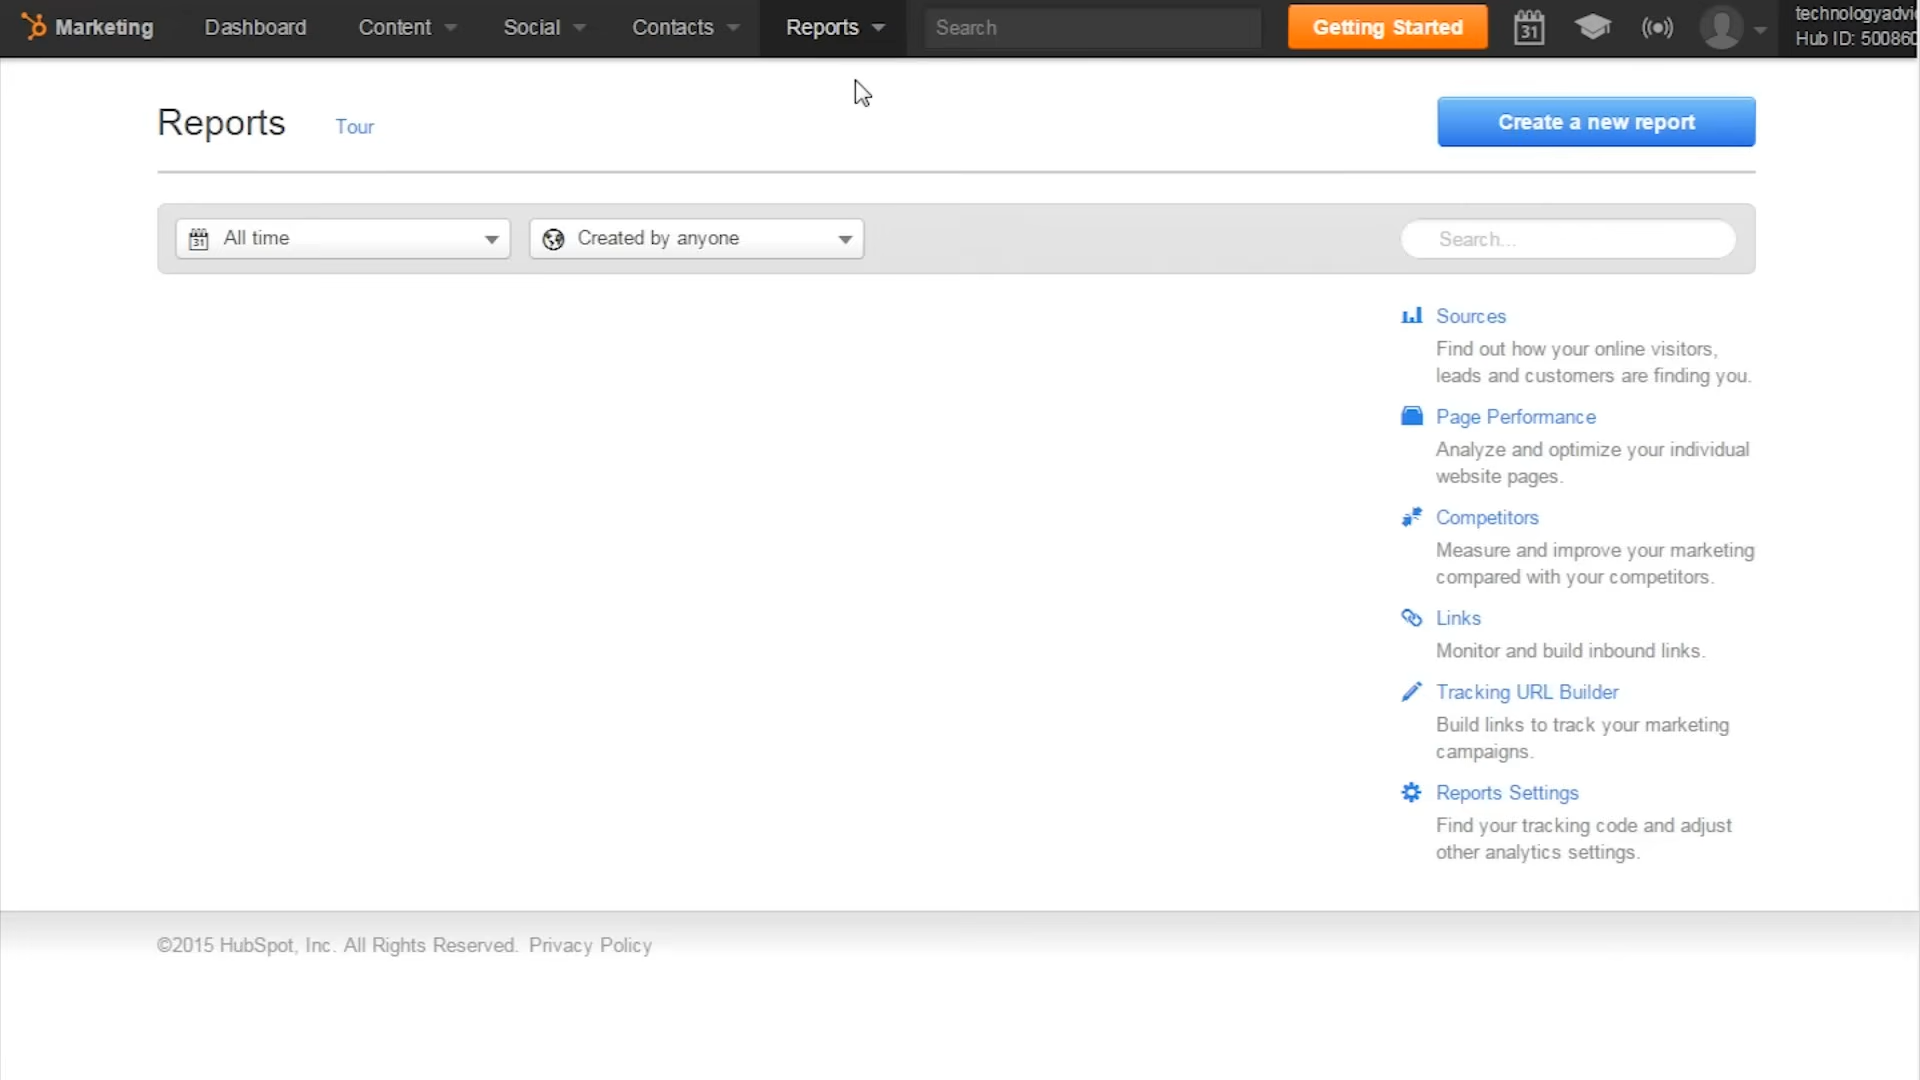 Marketing Dashboard Content Social Contacts Reports Search Getting Started 31
technologyadvi
Hub ID: 500860
Reports Tour Create a new report
31 All time Created by anyone Search...
Sources
Find out how your online visitors,
leads and customers are finding you.
Page Performance
Analyze and optimize your individual
website pages.
Competitors
Measure and improve your marketing
compared with your competitors.
Links
Monitor and build inbound links.
Tracking URL Builder
Build links to track your marketing
campaigns.
Reports Settings
Find your tracking code and adjust
other analytics settings.
©2015 HubSpot, Inc. All Rights Reserved. Privacy Policy